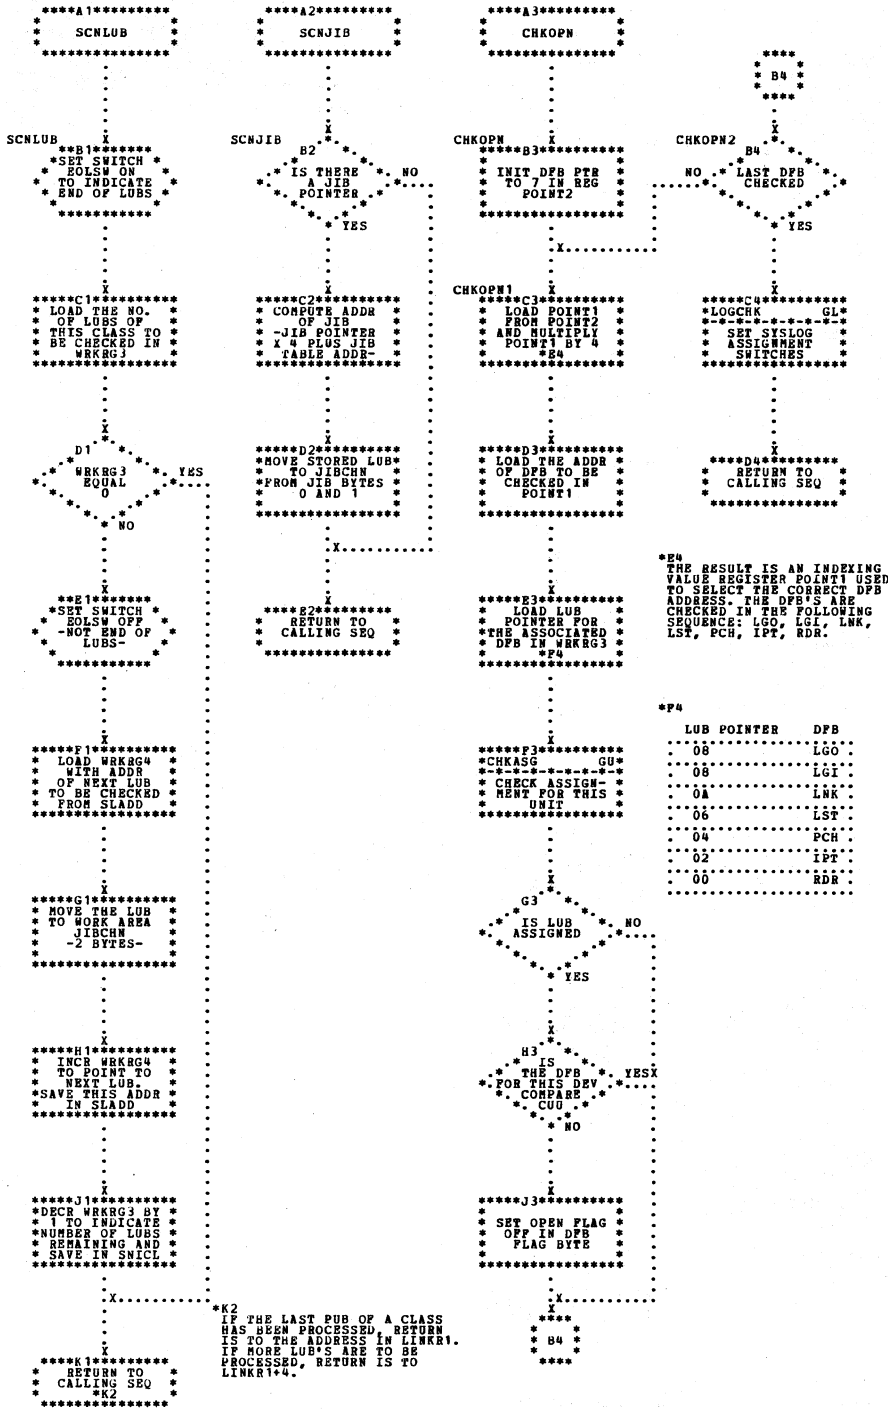 A1
SCNLUB
SCNLUB
B1
SET SWITCH
EOLSW ON
TO INDICATE
END OF LUBS
C1
LOAD THE NO.
OF LUBS OF
THIS CLASS TO
BE CHECKED IN
WRKRG3
D1
WRKRG3
EQUAL
0
YES
NO
E1
SET SWITCH
EOLSW OFF
-NOT END OF
LUBS-
F1
LOAD WRKRG4
WITH ADDR
OF NEXT LUB
TO BE CHECKED
FROM SLADD
G1
MOVE THE LUB
TO WORK AREA
JIBCHN
-2 BYTES-
H1
INCR WRKRG4
TO POINT TO
NEXT LUB.
SAVE THIS ADDR
IN SLADD
J1
DECR WRKRG3 BY
1 TO INDICATE
NUMBER OF LUBS
REMAINING AND
SAVE IN SNICL
K1
RETURN TO
CALLING SEQ
*K2
*K2
IF THE LAST PUB OF A CLASS
HAS BEEN PROCESSED, RETURN
IS TO THE ADDRESS IN LINKR1.
IF MORE LUB'S ARE TO BE
PROCESSED, RETURN IS TO
LINKR1+4.
A2
SCNJIB
SCNJIB
B2
IS THERE
A JIB
POINTER
NO
YES
C2
COMPUTE ADDR
OF JIB
-JIB POINTER
X 4 PLUS JIB
TABLE ADDR-
D2
MOVE STORED LUB
TO JIBCHN
FROM JIB BYTES
0 AND 1
E2
RETURN TO
CALLING SEQ
A3
CHKOPN
CHKOPN
B3
INIT DFB PTR
TO 7 IN REG
POINT2
CHKOPN1
C3
LOAD POINT1
FROM POINT2
AND MULTIPLY
POINT1 BY 4
*E4
D3
LOAD THE ADDR
OF DFB TO BE
CHECKED IN
POINT1
E3
LOAD LUB
POINTER FOR
THE ASSOCIATED
DFB IN WRKRG3
*F4
F3
CHKASG GU
CHECK ASSIGN-
MENT FOR THIS
UNIT
G3
IS LUB
ASSIGNED
NO
YES
H3
IS
THE DFB
FOR THIS DEV
COMPARE
CUU
YES
NO
J3
SET OPEN FLAG
OFF IN DFB
FLAG BYTE
B4
B4
CHKOPN2
B4
LAST DFB
CHECKED
NO
YES
C4
LOGCHK GL
SET SYSLOG
ASSIGNMENT
SWITCHES
D4
RETURN TO
CALLING SEQ
*E4
THE RESULT IS AN INDEXING
VALUE REGISTER POINT1 USED
TO SELECT THE CORRECT DFB
ADDRESS. THE DFB'S ARE
CHECKED IN THE FOLLOWING
SEQUENCE: LGO, LGI, LNK,
LST, PCH, IPT, RDR.
*F4
LUB POINTER DFB
08 LGO
08 LGI
0A LNK
06 LST
04 PCH
02 IPT
00 RDR